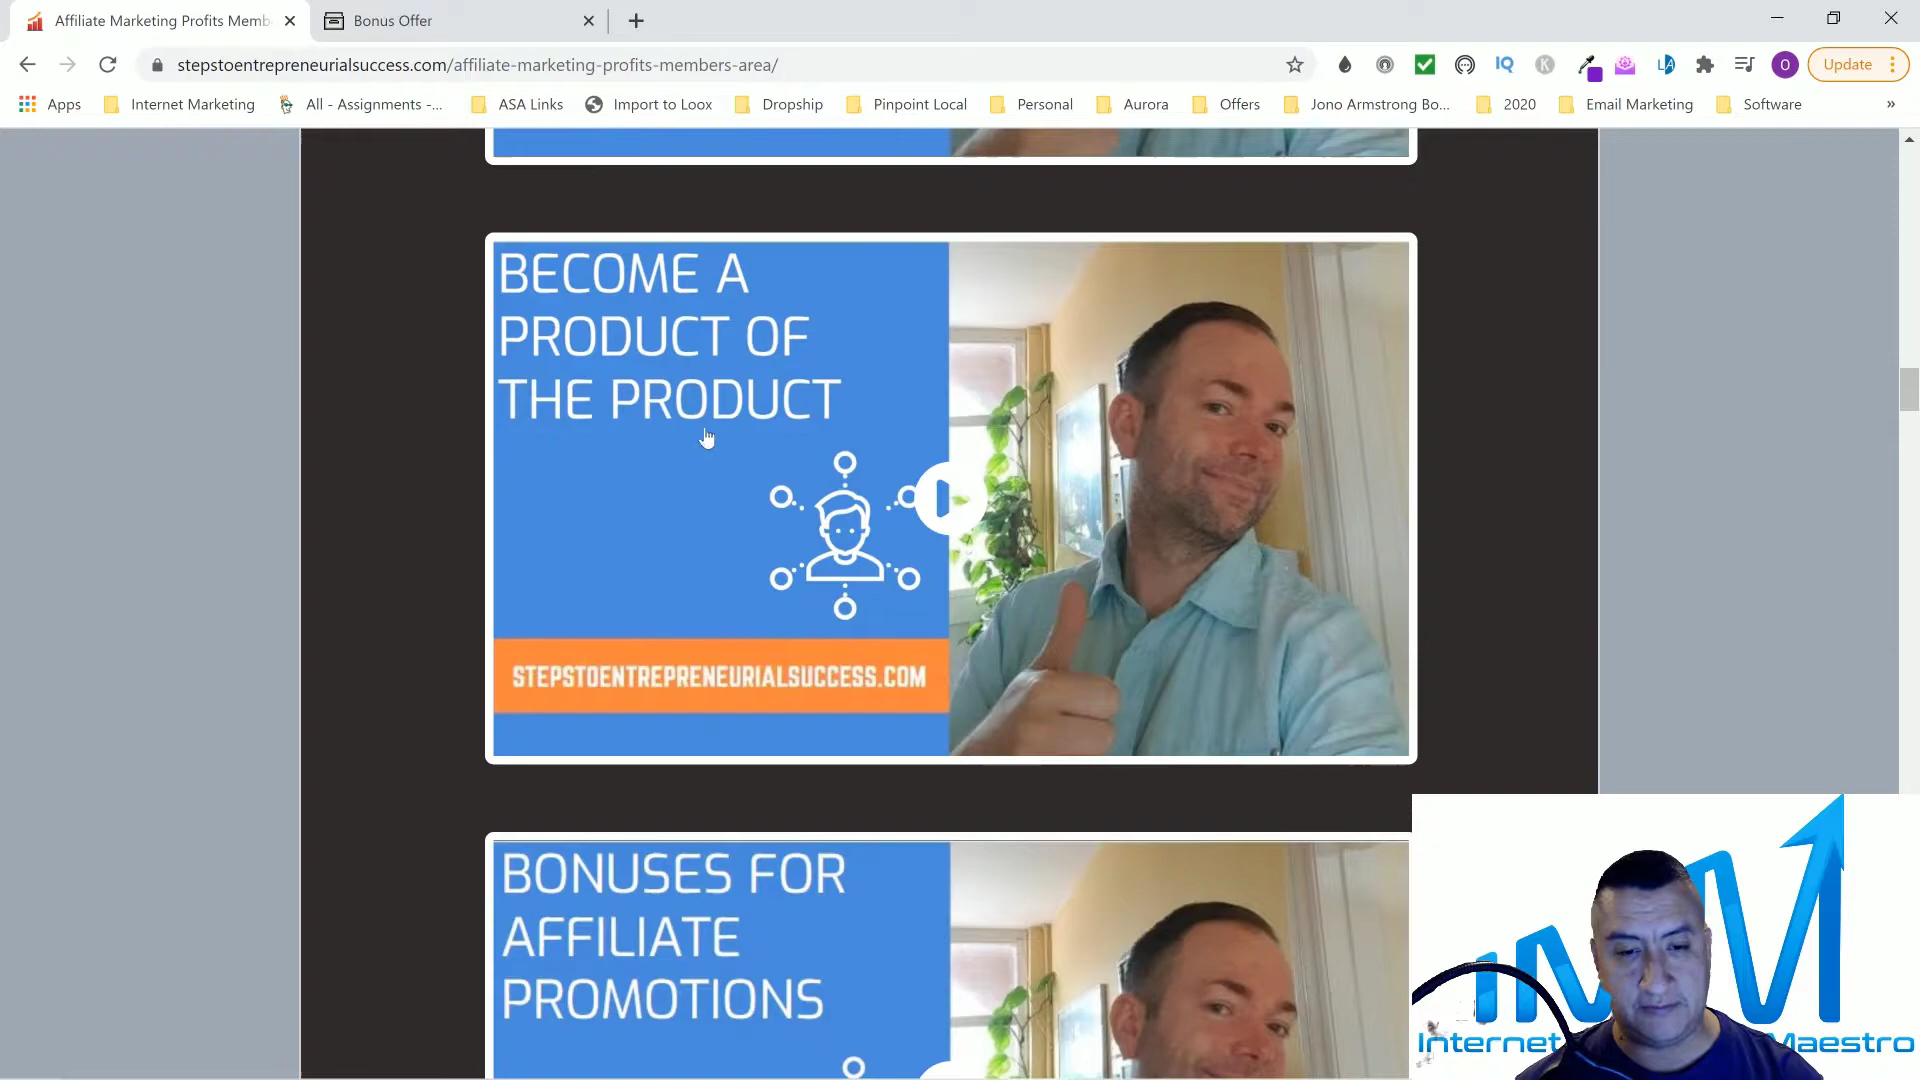 Affiliate Marketing Profits Memb
Bonus Offer
stepstoentrepreneurialsuccess.com/affiliate-marketing-profits-members-area/
IQ
K
LA
O
Update
Apps
Internet Marketing
All - Assignments -...
ASA Links
Import to Loox
Dropship
Pinpoint Local
Personal
Aurora
Offers
Jono Armstrong Bo...
2020
Email Marketing
Software
»
BECOME A
PRODUCT OF
THE PRODUCT
STEPSTOENTREPRENEURIALSUCCESS.COM
BONUSES FOR
AFFILIATE
PROMOTIONS
Internet Maestro